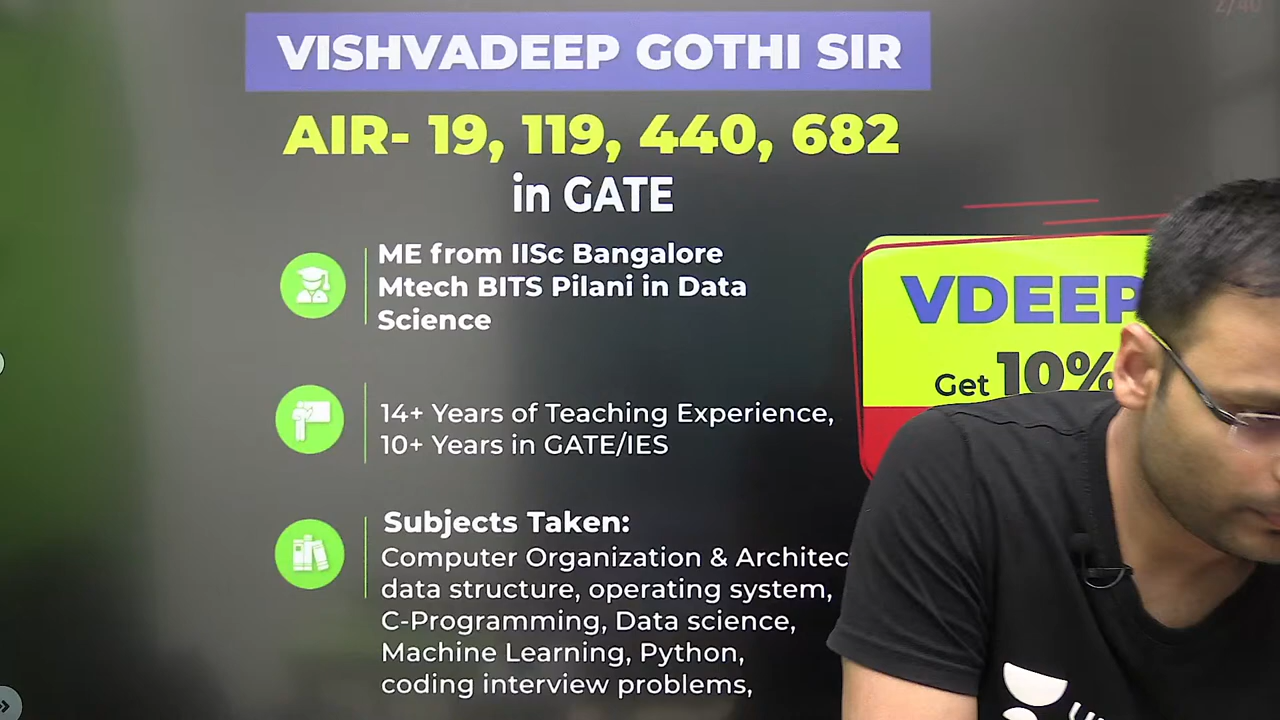 2/40
VISHVADEEP GOTHI SIR
AIR- 19, 119, 440, 682
in GATE
ME from IISc Bangalore
Mtech BITS Pilani in Data
Science
VDEEP
Get 10%
14+ Years of Teaching Experience,
10+ Years in GATE/IES
Subjects Taken:
Computer Organization & Architec
data structure, operating system,
C-Programming, Data science,
Machine Learning, Python,
coding interview problems,